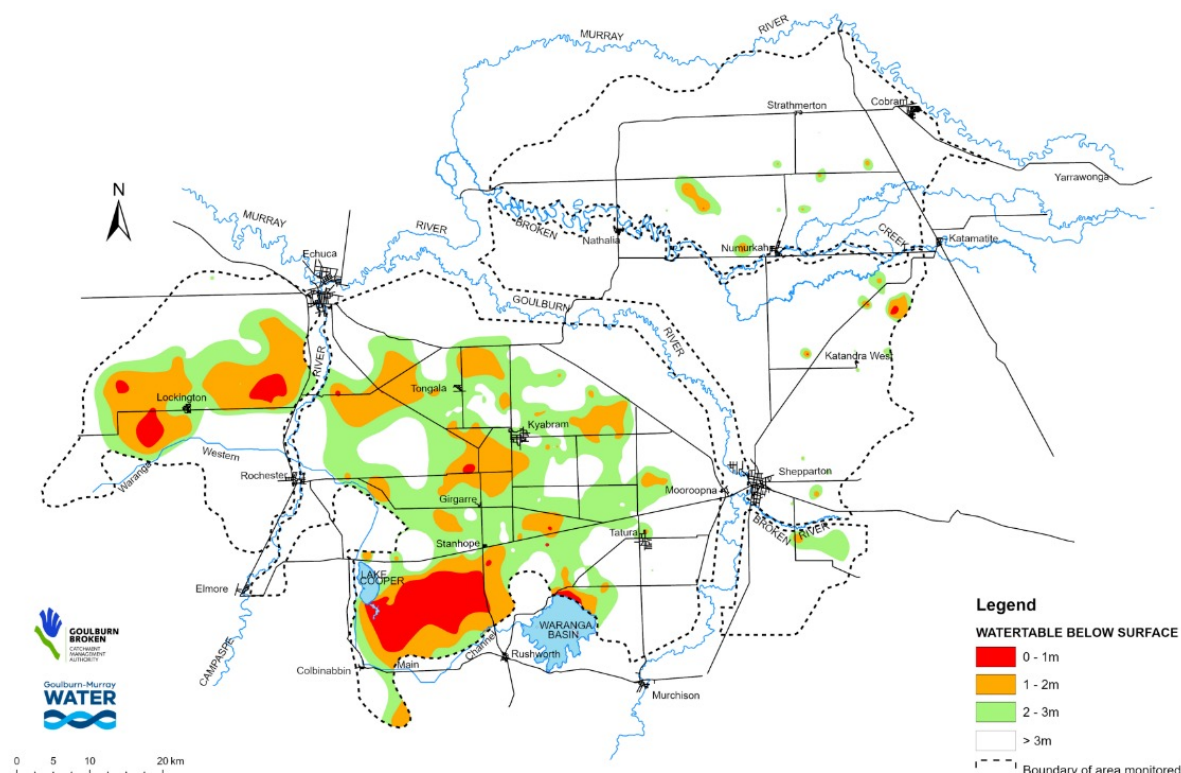 MURRAY
RIVER
Strathmerton
Cobram
Yarrawonga
N
MURRAY
RIVER
BROKEN
Nathalia
Numurkah
CREEK
Katamatite
Echuca
GOULBURN
RIVER
RIVER
Katandra West
Tongala
Lockington
Kyabram
Western
Waranga
Rochester
Shepparton
Mooroopna
Girgarre
BROKEN
RIVER
Tatura
Stanhope
Elmore
LAKE
COOPER
WARANGA
BASIN
Rushworth
Channel
Main
Colbinabbin
CAMPASPE
Murchison
GOULBURN
BROKEN
CATCHMENT
MANAGEMENT
AUTHORITY
Goulburn-Murray
WATER
0 5 10 20 km
Legend
WATERTABLE BELOW SURFACE
0 - 1m
1 - 2m
2 - 3m
> 3m
Boundary of area monitored